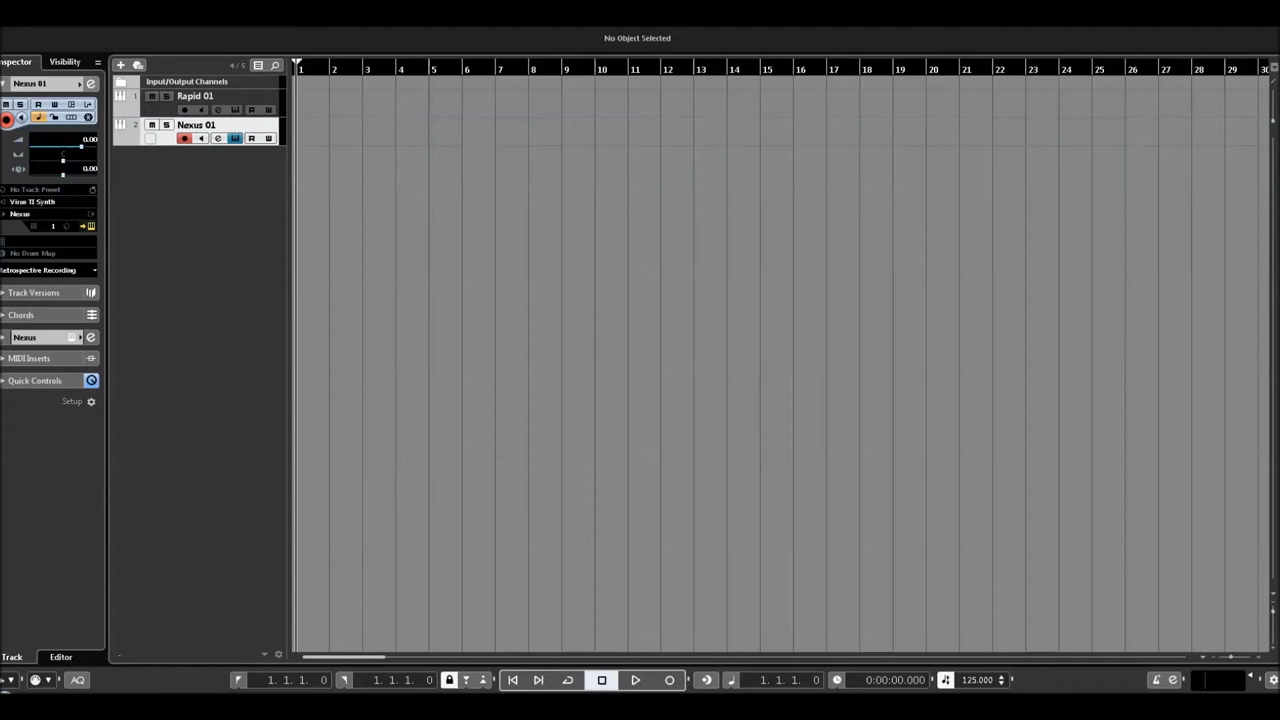 No Object Selected
nspector Visibility
Nexus 01
M S R W
0.00
C
0.00
No Track Preset
Virus TI Synth
Nexus
1
No Drum Map
Retrospective Recording
Track Versions
Chords
Nexus
MIDI Inserts
Quick Controls
Setup
Track Editor
4 / 5
Input/Output Channels
1 M S Rapid 01
R W
2 M S Nexus 01
R W
1 2 3 4 5 6 7 8 9 10 11 12 13 14 15 16 17 18 19 20 21 22 23 24 25 26 27 28 29 30
AQ 1. 1. 1. 0 1. 1. 1. 0 1. 1. 1. 0 0:00:00.000 125.000